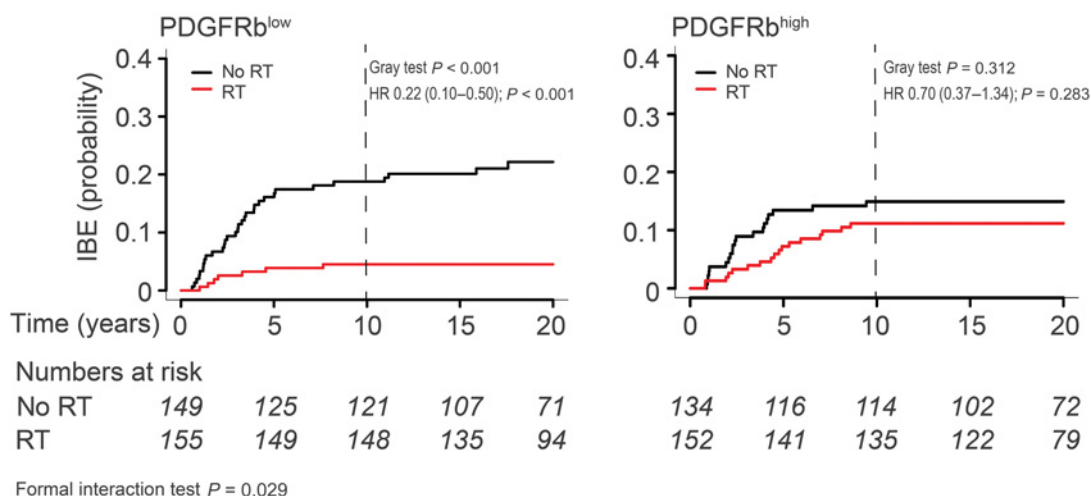 PDGFRb^low
0.4
0.3
0.2
0.1
0
IBE (probability)
No RT
RT
Gray test P < 0.001
HR 0.22 (0.10–0.50); P < 0.001
0 5 10 15 20
PDGFRb^high
0.4
0.3
0.2
0.1
0
No RT
RT
Gray test P = 0.312
HR 0.70 (0.37–1.34); P = 0.283
0 5 10 15 20
Time (years)
Numbers at risk
No RT 149 125 121 107 71 134 116 114 102 72
RT 155 149 148 135 94 152 141 135 122 79
Formal interaction test P = 0.029